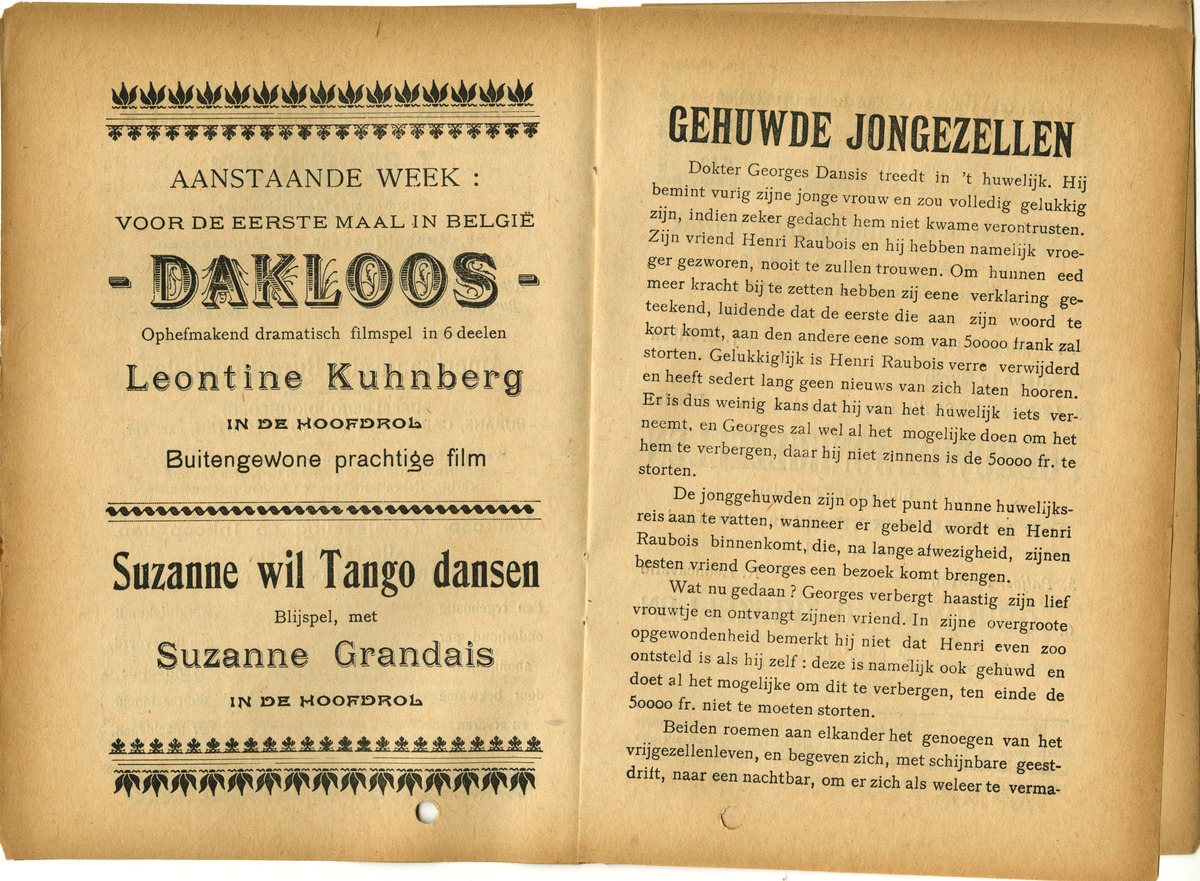 AANSTAANDE WEEK :
VOOR DE EERSTE MAAL IN BELGIË
- DAKLOOS -
Ophefmakend dramatisch filmspel in 6 deelen
Leontine Kuhnberg
IN DE HOOFDROL
Buitengewone prachtige film
Suzanne wil Tango dansen
Blijspel, met
Suzanne Grandais
IN DE HOOFDROL
GEHUWDE JONGEZELLEN
Dokter Georges Dansis treedt in 't huwelijk. Hij
bemint vurig zijne jonge vrouw en zou volledig gelukkig
zijn, indien zeker gedacht hem niet kwame verontrusten.
Zijn vriend Henri Raubois en hij hebben namelijk vroe-
ger gezworen, nooit te zullen trouwen. Om hunnen eed
meer kracht bij te zetten hebben zij eene verklaring ge-
teekend, luidende dat de eerste die aan zijn woord te
kort komt, aan den andere eene som van 50000 frank zal
storten. Gelukkiglijk is Henri Raubois verre verwijderd
en heeft sedert lang geen nieuws van zich laten hooren.
Er is dus weinig kans dat hij van het huwelijk iets ver-
neemt, en Georges zal wel al het mogelijke doen om het
hem te verbergen, daar hij niet zinnens is de 50000 fr. te
storten.
De jonggehuwden zijn op het punt hunne huwelijks-
reis aan te vatten, wanneer er gebeld wordt en Henri
Raubois binnenkomt, die, na lange afwezigheid, zijnen
besten vriend Georges een bezoek komt brengen.
Wat nu gedaan ? Georges verbergt haastig zijn lief
vrouwtje en ontvangt zijnen vriend. In zijne overgroote
opgewondenheid bemerkt hij niet dat Henri even zoo
ontsteld is als hij zelf : deze is namelijk ook gehuwd en
doet al het mogelijke om dit te verbergen, ten einde de
50000 fr. niet te moeten storten.
Beiden roemen aan elkander het genoegen van het
vrijgezellenleven, en begeven zich, met schijnbare geest-
drift, naar een nachtbar, om er zich als weleer te verma-